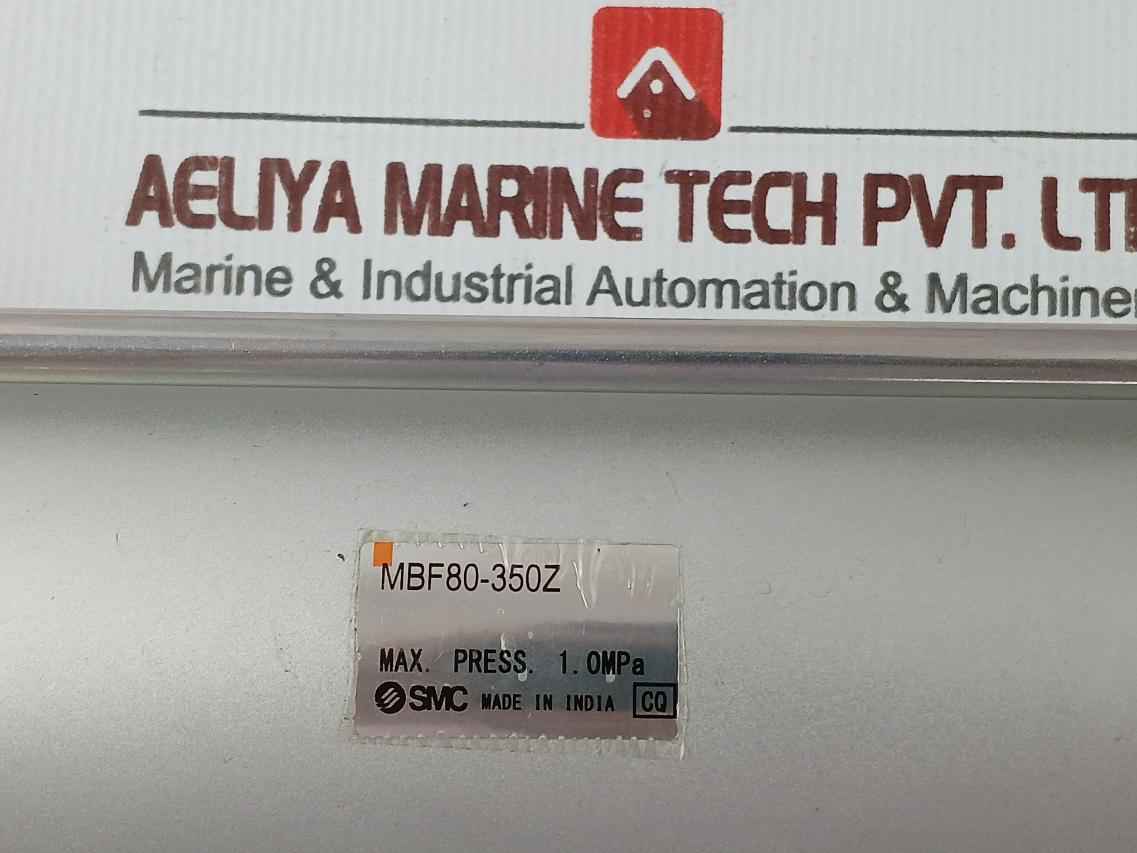 AELIYA MARINE TECH PVT. LT
Marine & Industrial Automation & Machine
MBF80-350Z
MAX. PRESS. 1.0MPa
SMC MADE IN INDIA CQ